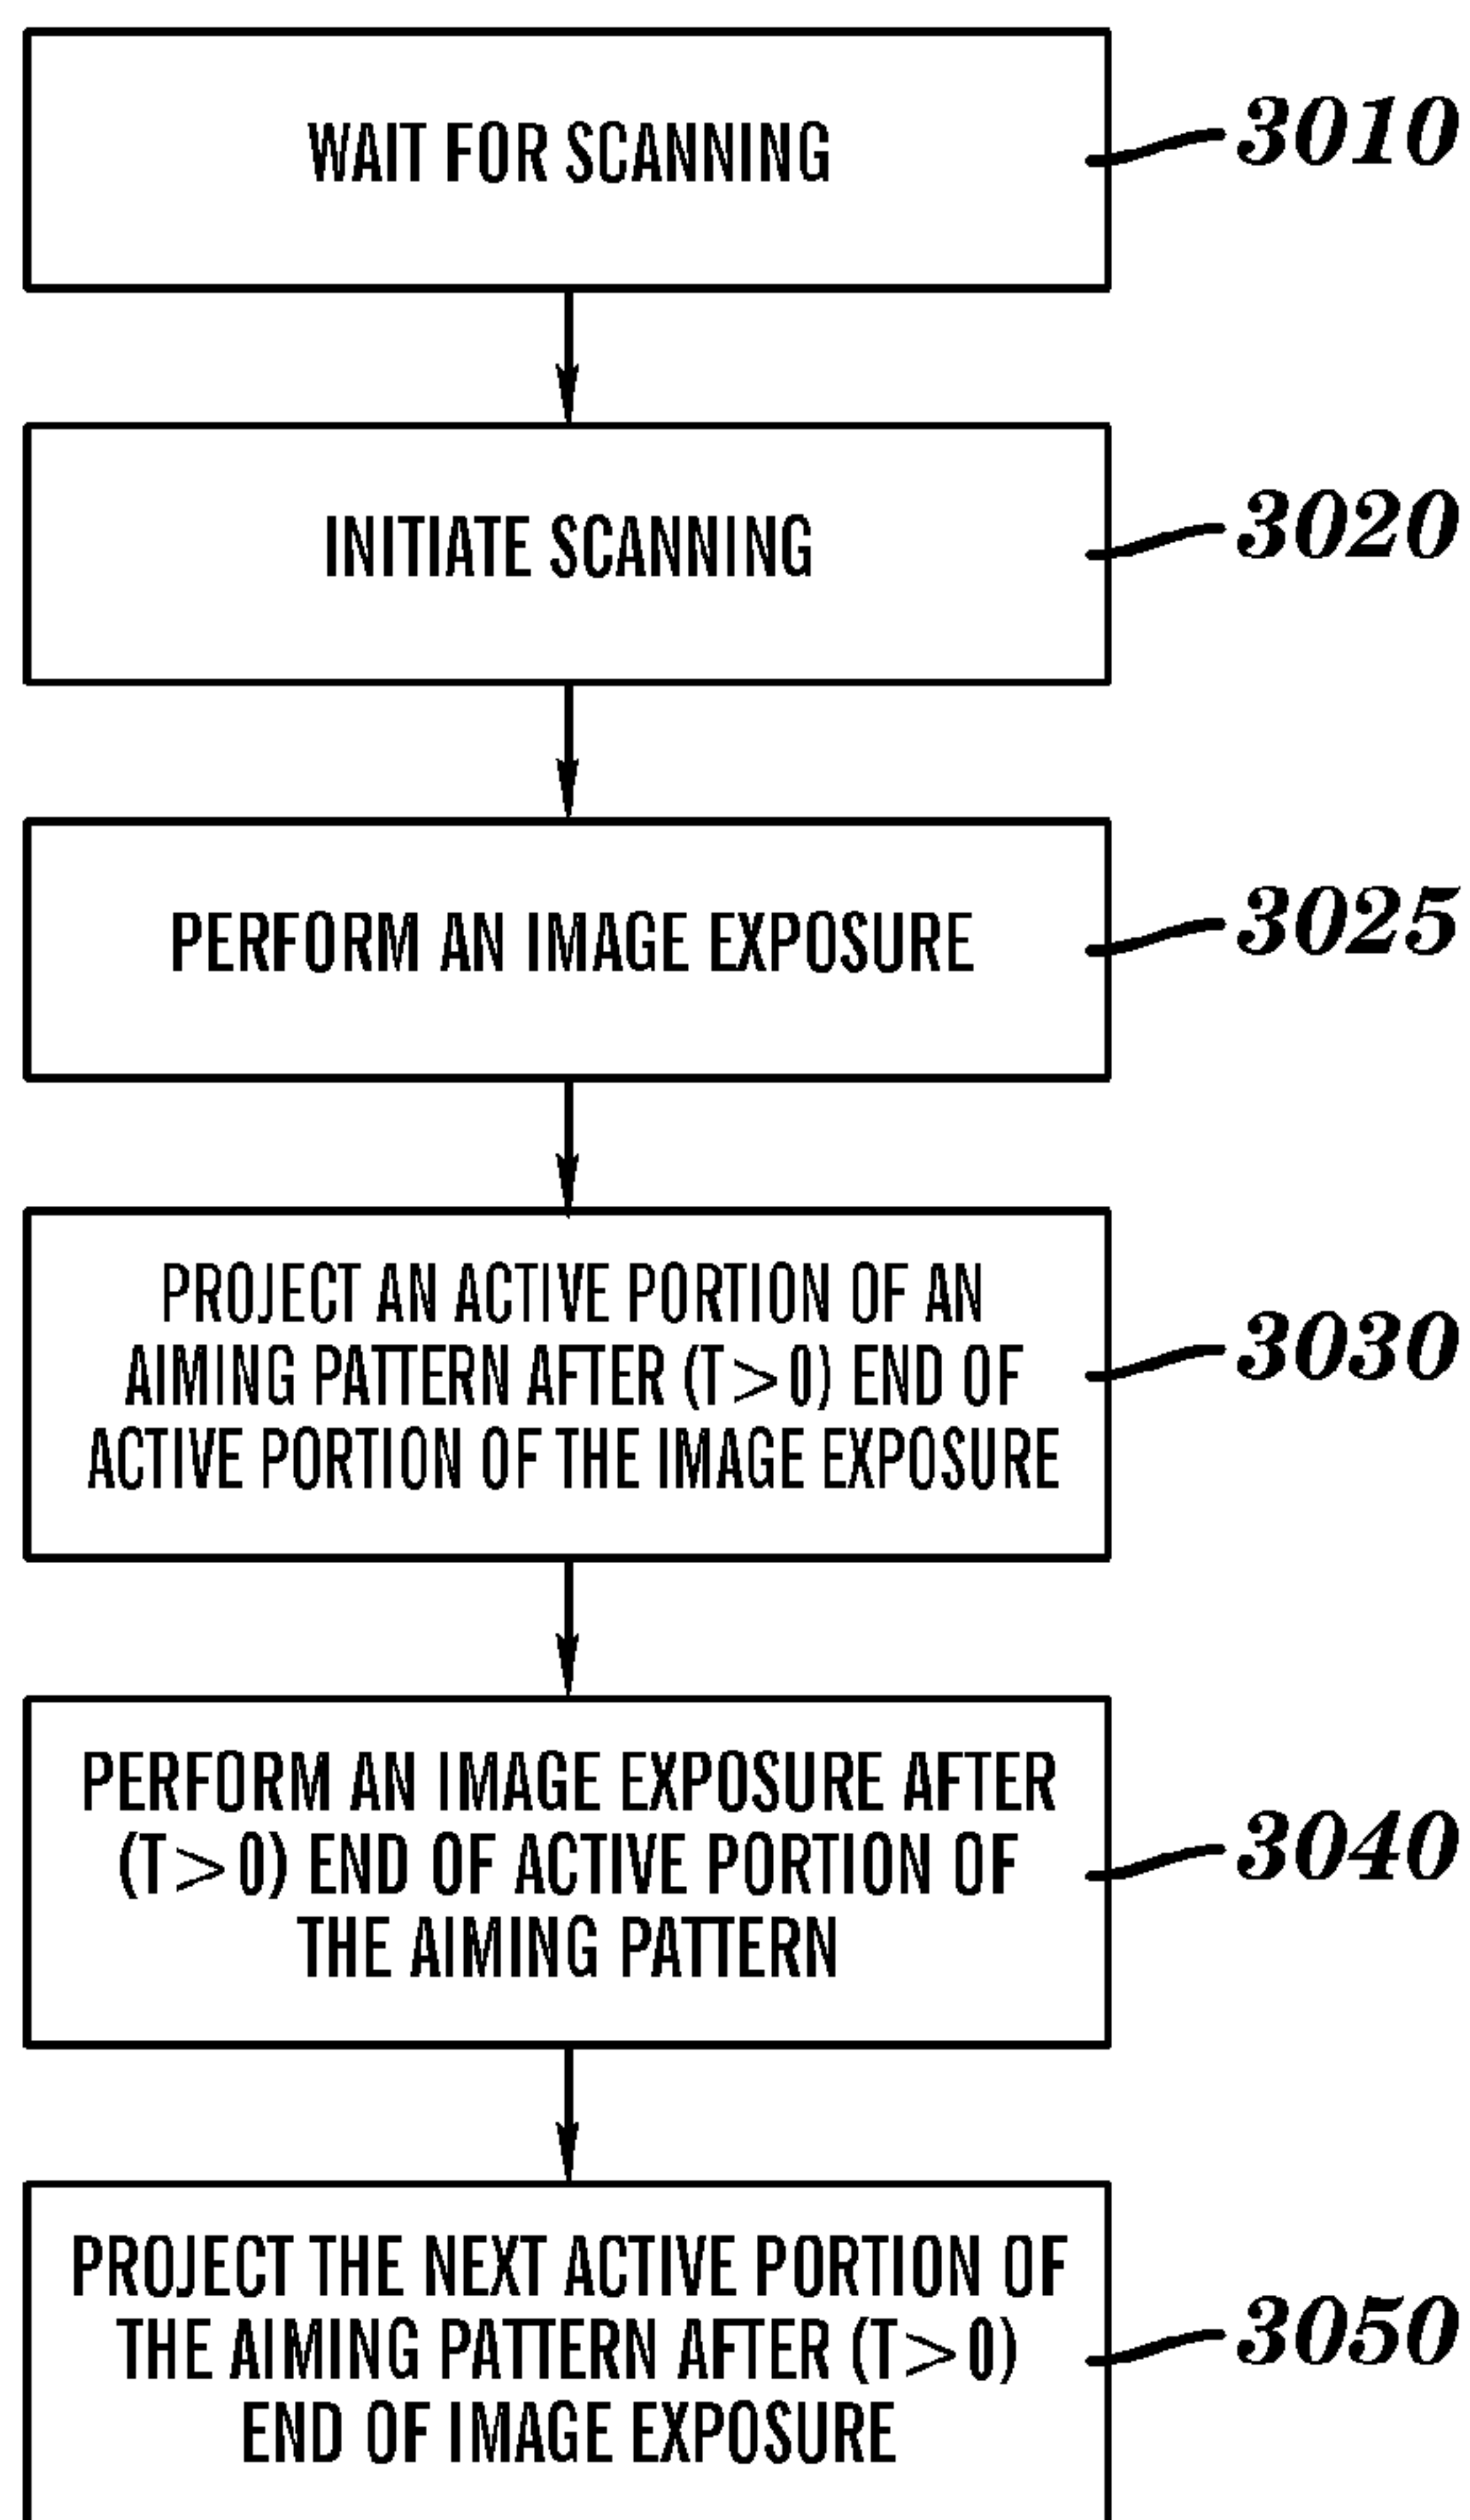 WAIT FOR SCANNING
3010
INITIATE SCANNING
3020
PERFORM AN IMAGE EXPOSURE
3025
PROJECT AN ACTIVE PORTION OF AN
AIMING PATTERN AFTER (T>0) END OF
ACTIVE PORTION OF THE IMAGE EXPOSURE
3030
PERFORM AN IMAGE EXPOSURE AFTER
(T>0) END OF ACTIVE PORTION OF
THE AIMING PATTERN
3040
PROJECT THE NEXT ACTIVE PORTION OF
THE AIMING PATTERN AFTER (T>0)
END OF IMAGE EXPOSURE
3050